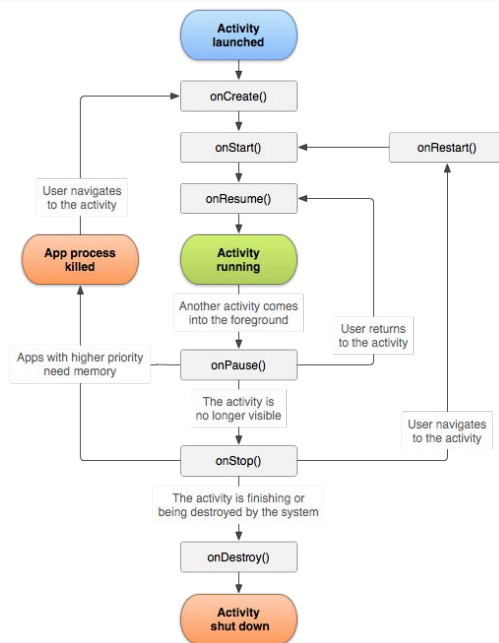 Activity
launched
onCreate()
onStart()
onRestart()
User navigates
to the activity
onResume()
App process
killed
Activity
running
Another activity comes
into the foreground
User returns
to the activity
Apps with higher priority
need memory
onPause()
The activity is
no longer visible
User navigates
to the activity
onStop()
The activity is finishing or
being destroyed by the system
onDestroy()
Activity
shut down